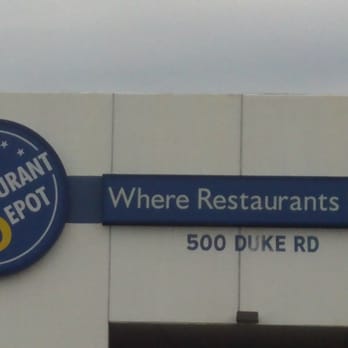 URANT
EPOT
Where Restaurants
500 DUKE RD